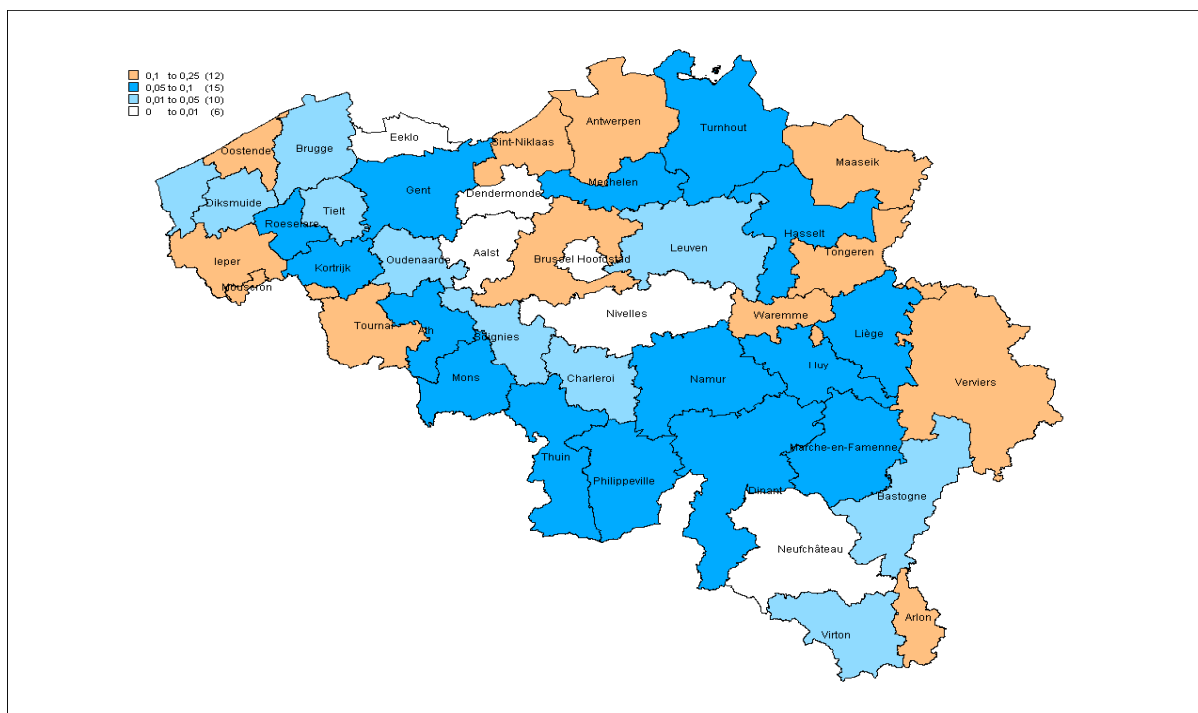 0,1 to 0,25 (12)
0,05 to 0,1 (15)
0,01 to 0,05 (10)
0 to 0,01 (6)
Antwerpen
Turnhout
Eeklo
Sint-Niklaas
Oostende
Brugge
Maaseik
Mechelen
Gent
Dendermonde
Diksmuide
Tielt
Roeselare
Hasselt
Aalst
Leuven
Tongeren
Ieper
Oudenaarde
Brussel Hoofdstad
Kortrijk
Mouscron
Nivelles
Waremme
Tournai
Ath
Soignies
Liège
Huy
Mons
Charleroi
Namur
Verviers
Marche-en-Famenne
Thuin
Philippeville
Dinant
Bastogne
Neufchâteau
Arlon
Virton